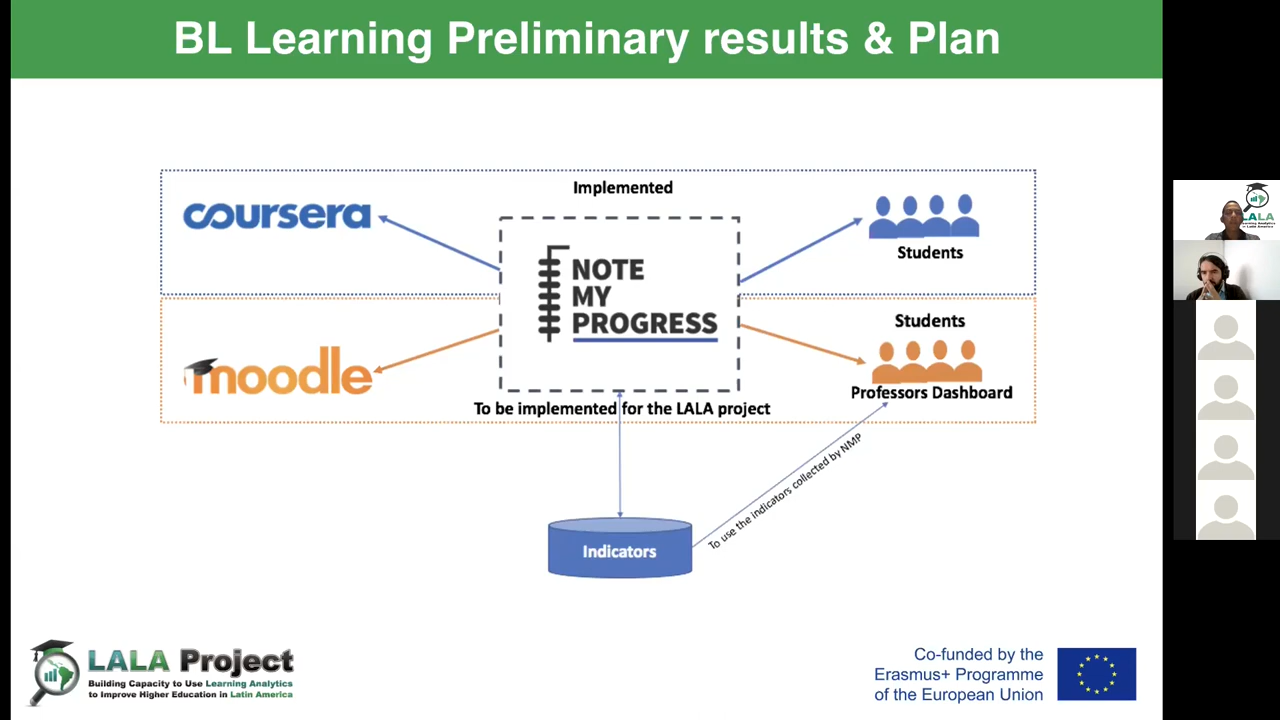 BL Learning Preliminary results & Plan
Implemented
coursera
NOTE
MY
PROGRESS
Students
Students
moodle
Professors Dashboard
To be implemented for the LALA project
To use the indicators collected by NMP
Indicators
LALA Project
Building Capacity to Use Learning Analytics
to Improve Higher Education in Latin America
Co-funded by the
Erasmus+ Programme
of the European Union